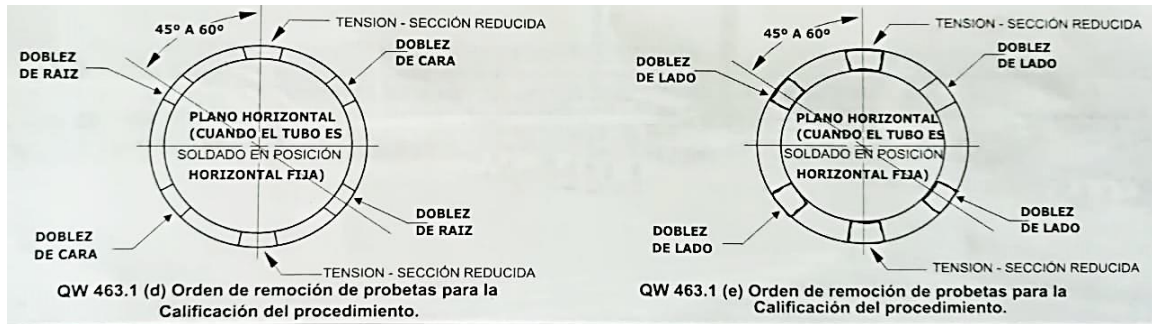 TENSION - SECCIÓN REDUCIDA
45º A 60º
DOBLEZ
DE RAIZ
DOBLEZ
DE CARA
PLANO HORIZONTAL
(CUANDO EL TUBO ES
SOLDADO EN POSICIÓN
HORIZONTAL FIJA)
DOBLEZ
DE CARA
DOBLEZ
DE RAIZ
TENSION - SECCIÓN REDUCIDA
QW 463.1 (d) Orden de remoción de probetas para la
Calificación del procedimiento.
TENSION - SECCIÓN REDUCIDA
45º A 60º
DOBLEZ
DE LADO
DOBLEZ
DE LADO
PLANO HORIZONTAL
(CUANDO EL TUBO ES
SOLDADO EN POSICIÓN
HORIZONTAL FIJA)
DOBLEZ
DE LADO
DOBLEZ
DE LADO
TENSION - SECCIÓN REDUCIDA
QW 463.1 (e) Orden de remoción de probetas para la
Calificación del procedimiento.